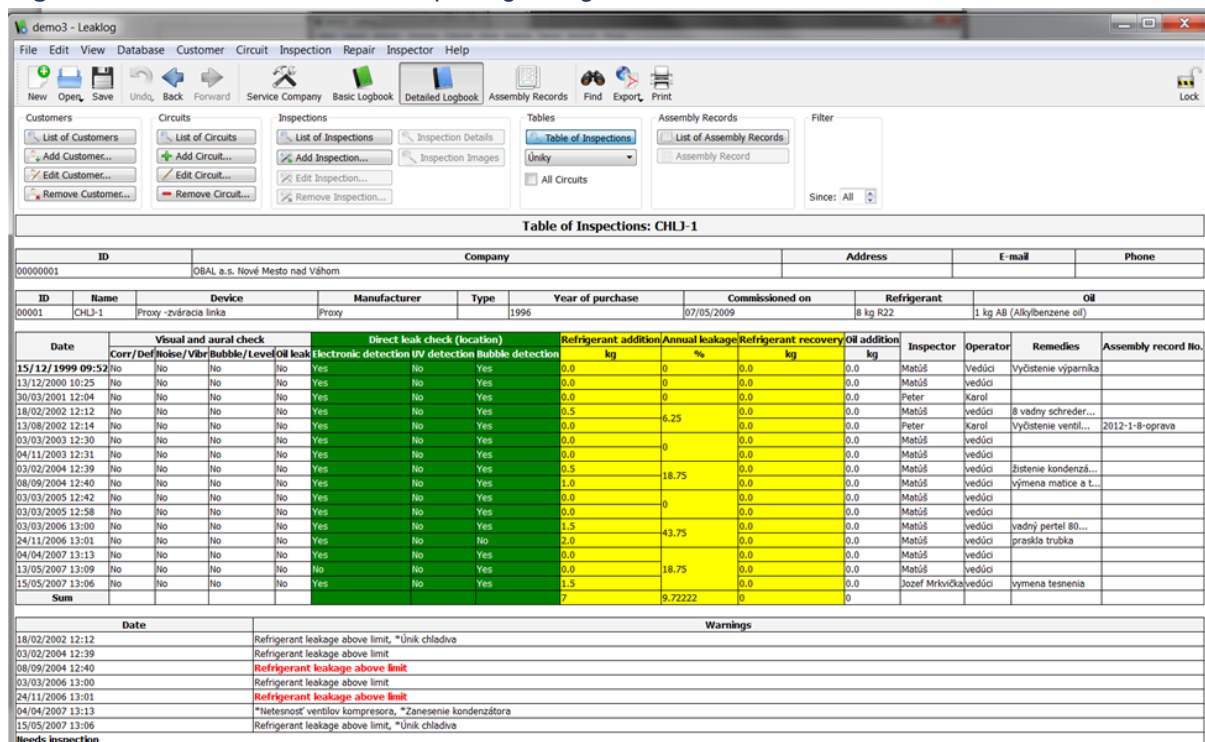 demo3 - Leaklog
File Edit View Database Customer Circuit Inspection Repair Inspector Help
New Open Save Undo Back Forward Service Company Basic Logbook Detailed Logbook Assembly Records Find Export Print Lock
Customers Circuits Inspections Tables Assembly Records Filter
List of Customers List of Circuits List of Inspections Inspection Details Table of Inspections List of Assembly Records
Add Customer... Add Circuit... Add Inspection... Inspection Images Úniky Assembly Record
Edit Customer... Edit Circuit... Edit Inspection... All Circuits
Remove Customer... Remove Circuit... Remove Inspection... Since: All
Table of Inspections: CHLJ-1
ID Company Address E-mail Phone
00000001 OBAL a.s. Nové Mesto nad Váhom
ID Name Device Manufacturer Type Year of purchase Commissioned on Refrigerant Oil
00001 CHLJ-1 Proxy -zváracia linka Proxy 1996 07/05/2009 8 kg R22 1 kg AB (Alkylbenzene oil)
Date Visual and aural check Direct leak check (location) Refrigerant addition Annual leakage Refrigerant recovery Oil addition Inspector Operator Remedies Assembly record No.
Corr/Def Noise/Vibr Bubble/Level Oil leak Electronic detection UV detection Bubble detection kg % kg kg
15/12/1999 09:52 No No No No Yes No Yes 0.0 0 0.0 0.0 Matúš Vedúci Vyčistenie výparníka
13/12/2000 10:25 No No No No Yes No Yes 0.0 0 0.0 0.0 Matúš vedúci
30/03/2001 12:04 No No No No Yes No Yes 0.0 0 0.0 0.0 Peter Karol
18/02/2002 12:12 No No No No Yes No Yes 0.5 6.25 0.0 0.0 Matúš vedúci 8 vadny schreder...
13/08/2002 12:14 No No No No Yes No Yes 0.0 0.0 0.0 Peter Karol Vyčistenie ventil... 2012-1-8-oprava
03/03/2003 12:30 No No No No Yes No Yes 0.0 0 0.0 0.0 Matúš vedúci
04/11/2003 12:31 No No No No Yes No Yes 0.0 0.0 0.0 Matúš vedúci
03/02/2004 12:39 No No No No Yes No Yes 0.5 18.75 0.0 0.0 Matúš vedúci žistenie kondenzá...
08/09/2004 12:40 No No No No Yes No Yes 1.0 0.0 0.0 Matúš vedúci výmena matice a t...
03/03/2005 12:42 No No No No Yes No Yes 0.0 0 0.0 0.0 Matúš vedúci
03/03/2005 12:58 No No No No Yes No Yes 0.0 0.0 0.0 Matúš vedúci
03/03/2006 13:00 No No No No Yes No Yes 1.5 43.75 0.0 0.0 Matúš vedúci vadný pertel 80...
24/11/2006 13:01 No No No No Yes No No 2.0 0.0 0.0 Matúš vedúci praskla trubka
04/04/2007 13:13 No No No No Yes No Yes 0.0 18.75 0.0 0.0 Matúš vedúci
13/05/2007 13:09 No No No No No No Yes 0.0 0.0 0.0 Matúš vedúci
15/05/2007 13:06 No No No No Yes No Yes 1.5 0.0 0.0 Jozef Mrkvička vedúci vymena tesnenia
Sum 7 9.72222 0 0
Date Warnings
18/02/2002 12:12 Refrigerant leakage above limit, *Únik chladiva
03/02/2004 12:39 Refrigerant leakage above limit
08/09/2004 12:40 Refrigerant leakage above limit
03/03/2006 13:00 Refrigerant leakage above limit
24/11/2006 13:01 Refrigerant leakage above limit
04/04/2007 13:13 *Netesnosť ventilov kompresora, *Zanesenie kondenzátora
15/05/2007 13:06 Refrigerant leakage above limit, *Únik chladiva
Needs inspection